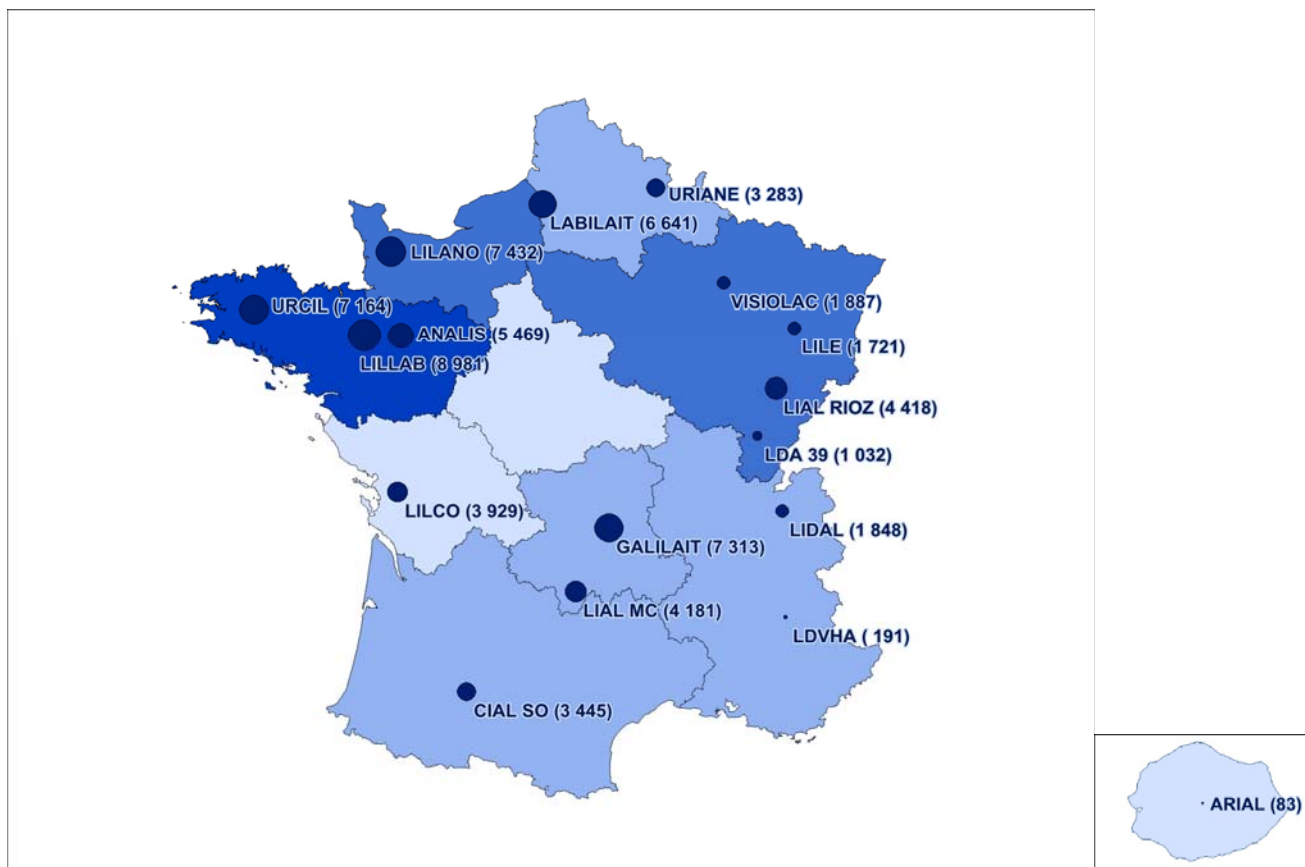 URIANE (3 283)
LABILAIT (6 641)
LILANO (7 432)
VISIOLAC (1 887)
URCIL (7 164)
ANALIS (5 469)
LILE (1 721)
LILLAB (8 981)
LIAL RIOZ (4 418)
LDA 39 (1 032)
LILCO (3 929)
LIDAL (1 848)
GALILAIT (7 313)
LIAL MC (4 181)
LDVHA ( 191)
CIAL SO (3 445)
ARIAL (83)